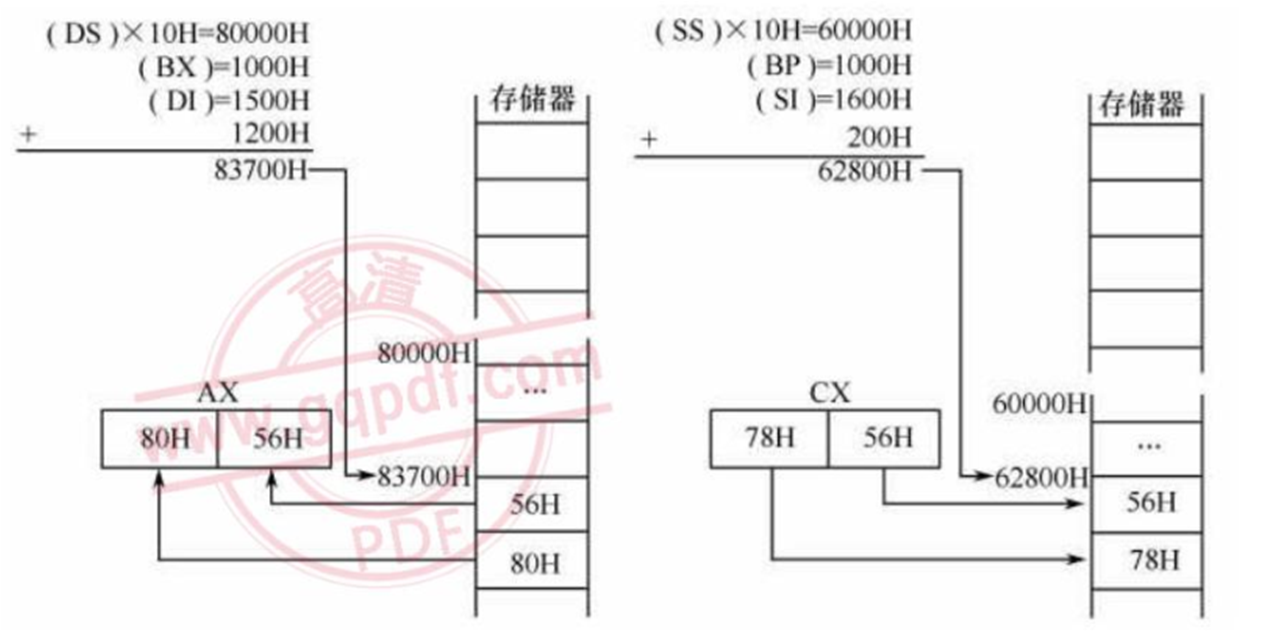 ( DS )×10H=80000H
( BX )=1000H
( DI )=1500H
+ 1200H
83700H
存储器
80000H
...
AX
80H 56H
83700H
56H
80H
( SS )×10H=60000H
( BP )=1000H
( SI )=1600H
+ 200H
62800H
存储器
60000H
...
CX
78H 56H
62800H
56H
78H
高清
www.gqpdf.com
PDF